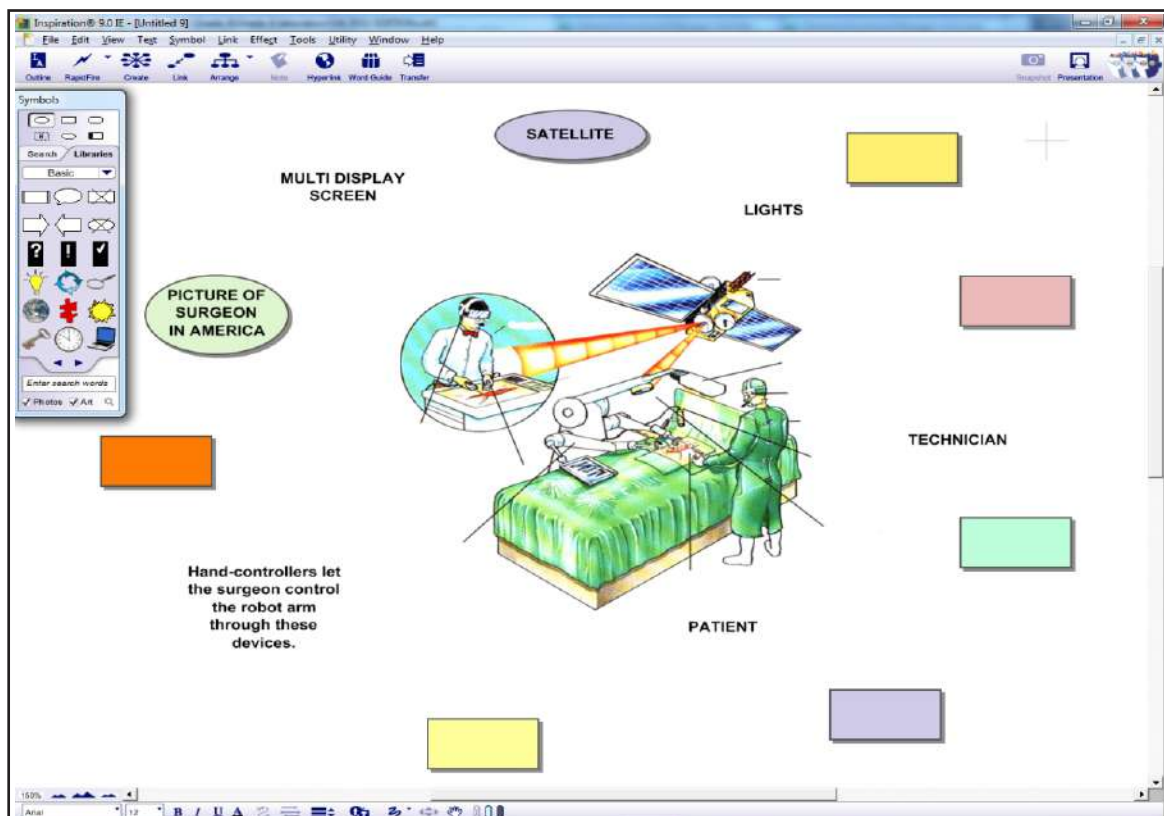 Inspiration® 9.0 IE - [Untitled 9]
File Edit View Text Symbol Link Effect Tools Utility Window Help
Outline RapidFire Create Link Arrange Note Hyperlink Word Guide Transfer Snapshot Presentation
Symbols
Search Libraries
Basic
Enter search words
Photos Art
SATELLITE
MULTI DISPLAY
SCREEN
LIGHTS
PICTURE OF
SURGEON
IN AMERICA
TECHNICIAN
Hand-controllers let
the surgeon control
the robot arm
through these
devices.
PATIENT
150%
Arial 12 B I U A